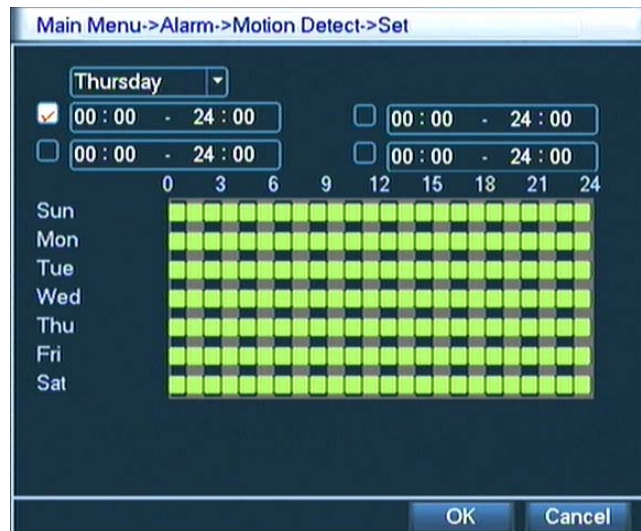 Main Menu->Alarm->Motion Detect->Set
Thursday
00 : 00 - 24 : 00 00 : 00 - 24 : 00
00 : 00 - 24 : 00 00 : 00 - 24 : 00
0 3 6 9 12 15 18 21 24
Sun
Mon
Tue
Wed
Thu
Fri
Sat
OK Cancel